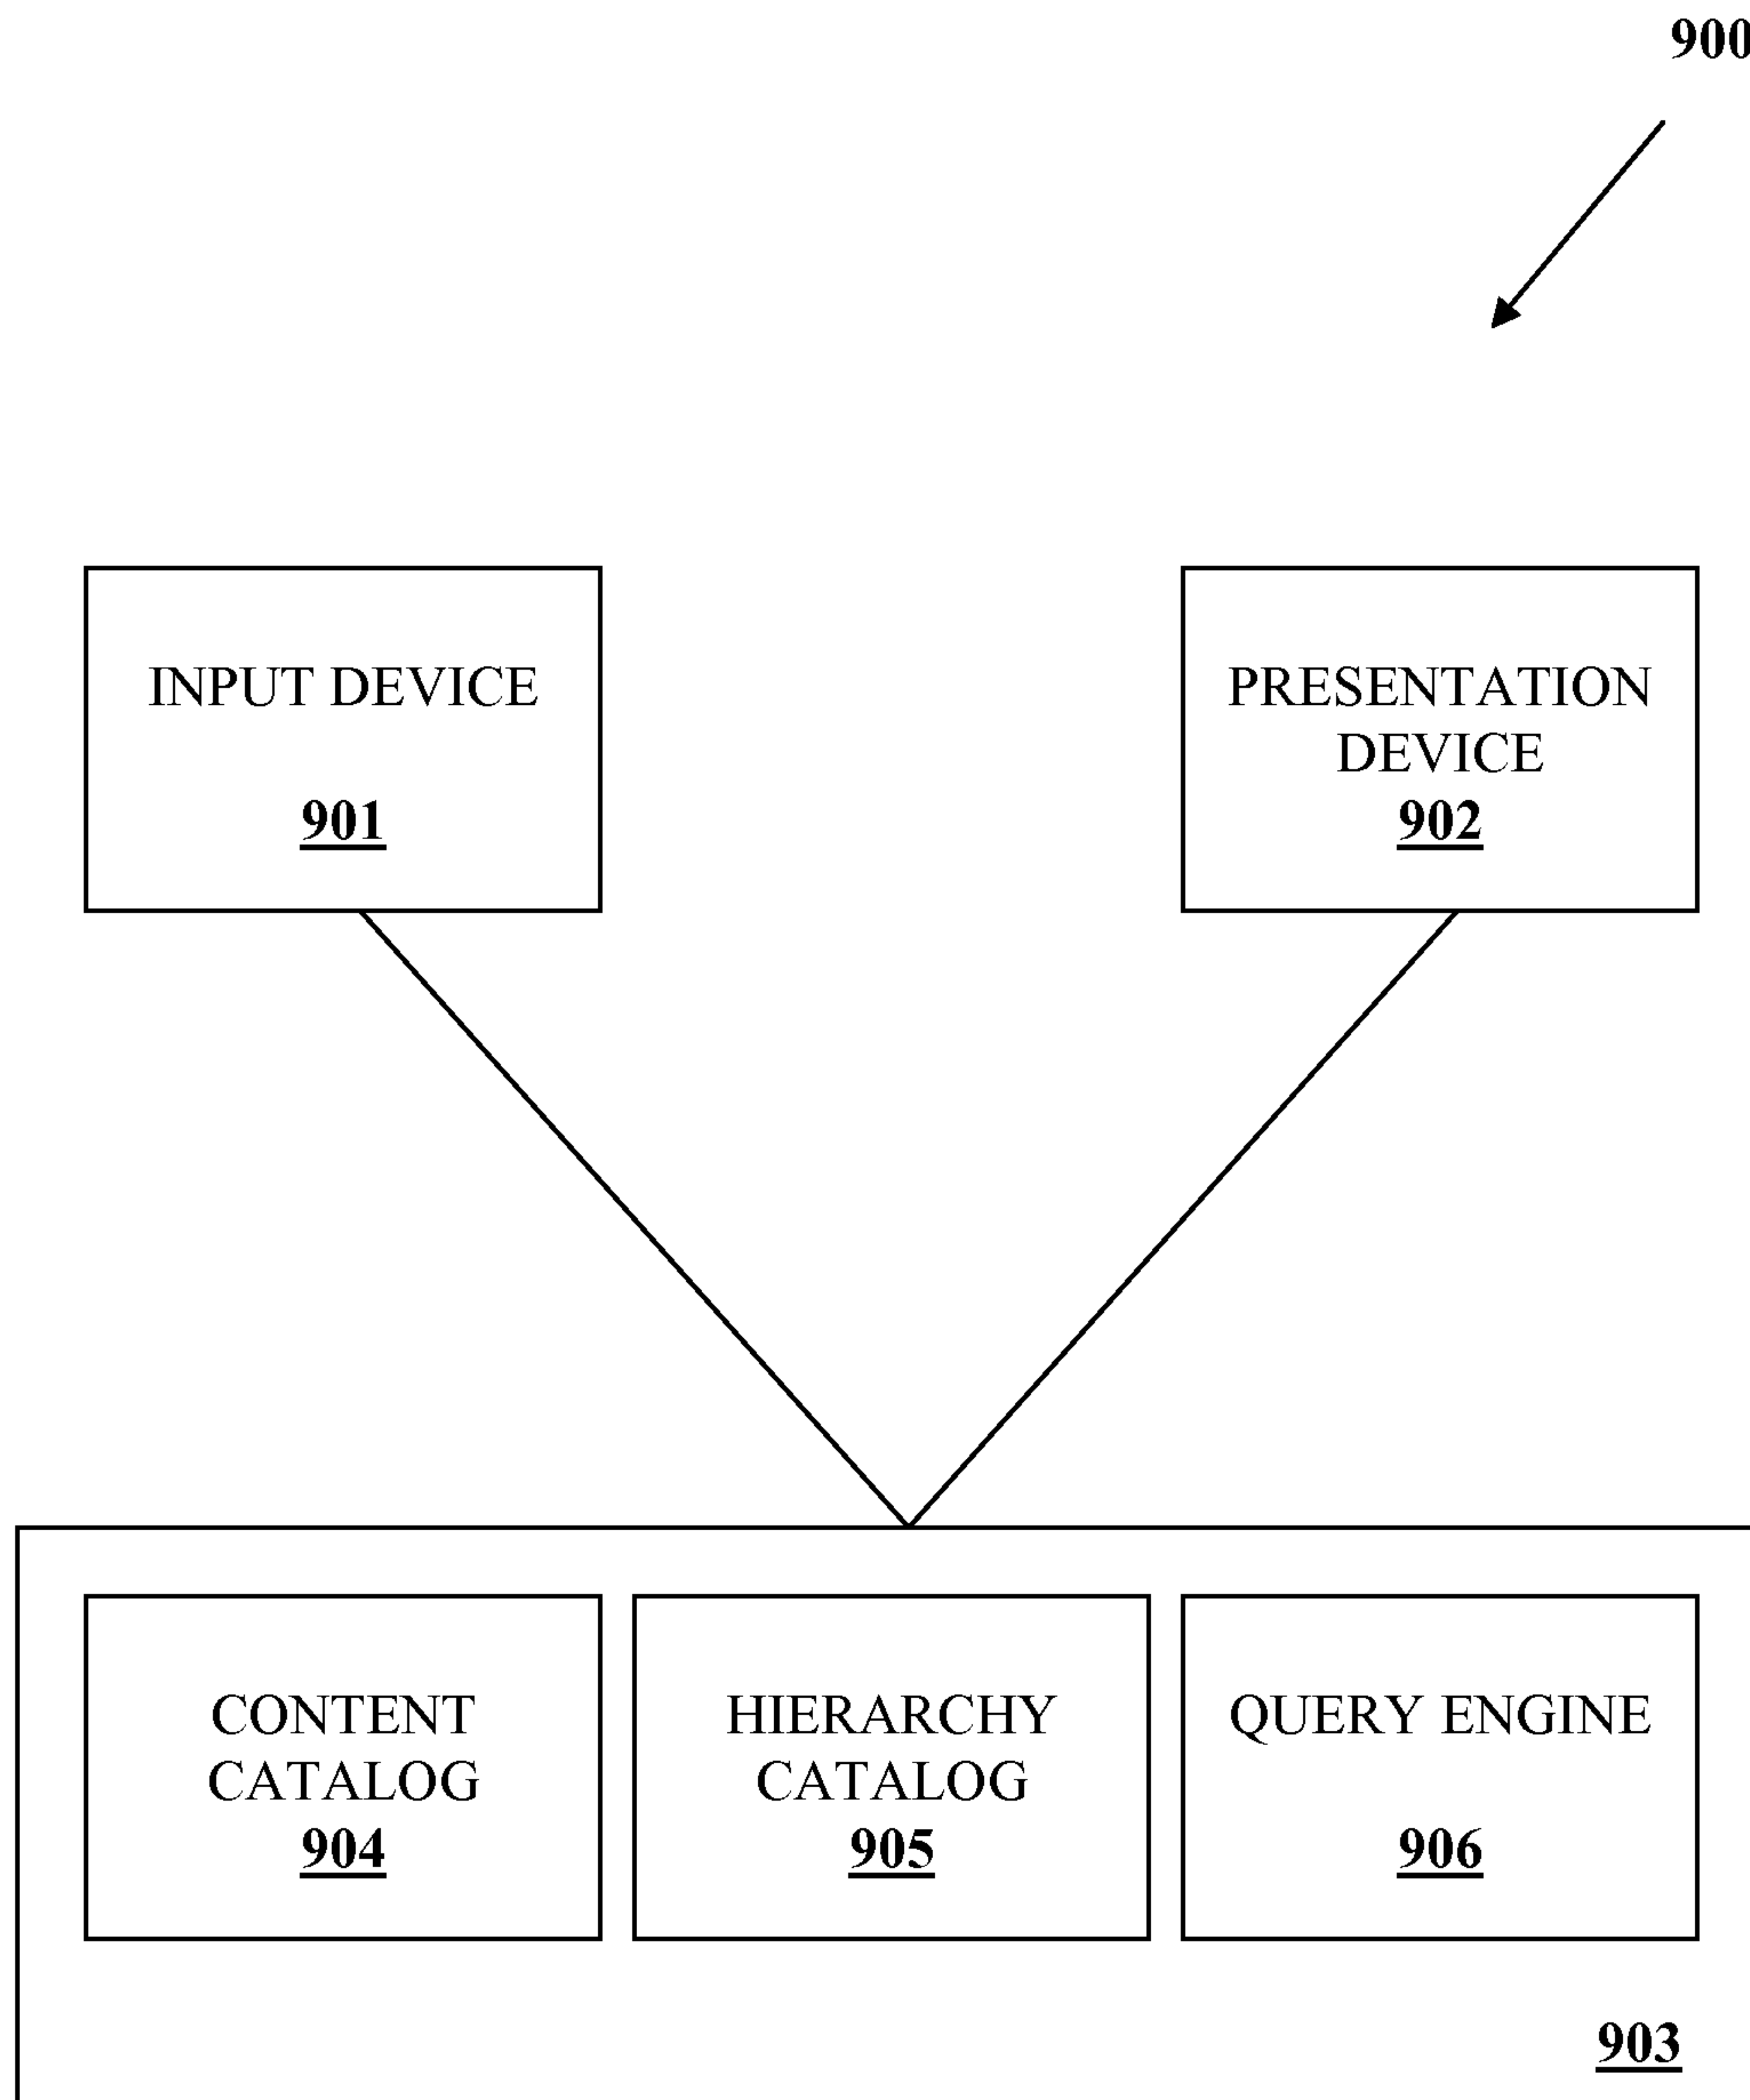 900
INPUT DEVICE
901
PRESENTATION
DEVICE
902
CONTENT
CATALOG
904
HIERARCHY
CATALOG
905
QUERY ENGINE
906
903